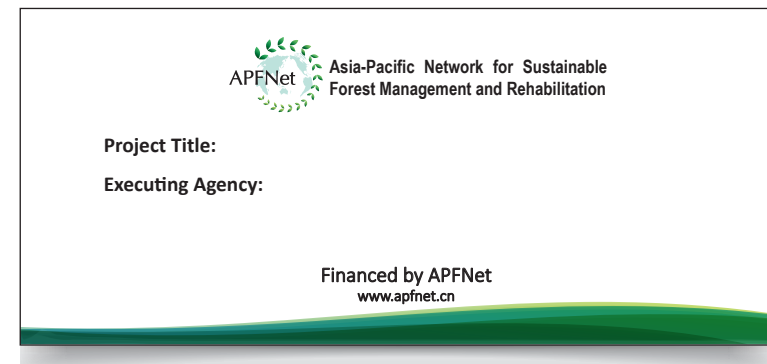 APFNet
Asia-Pacific Network for Sustainable
Forest Management and Rehabilitation
Project Title:
Executing Agency:
Financed by APFNet
www.apfnet.cn